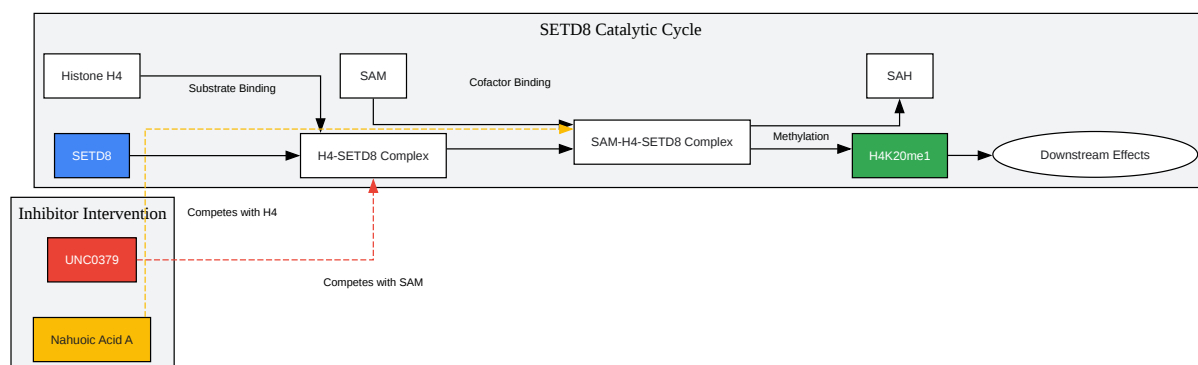 SETD8 Catalytic Cycle
Histone H4
SAM
SAH
Substrate Binding
Cofactor Binding
SETD8
H4-SETD8 Complex
SAM-H4-SETD8 Complex
Methylation
H4K20me1
Downstream Effects
Inhibitor Intervention
Competes with H4
UNC0379
Competes with SAM
Nahuoic Acid A